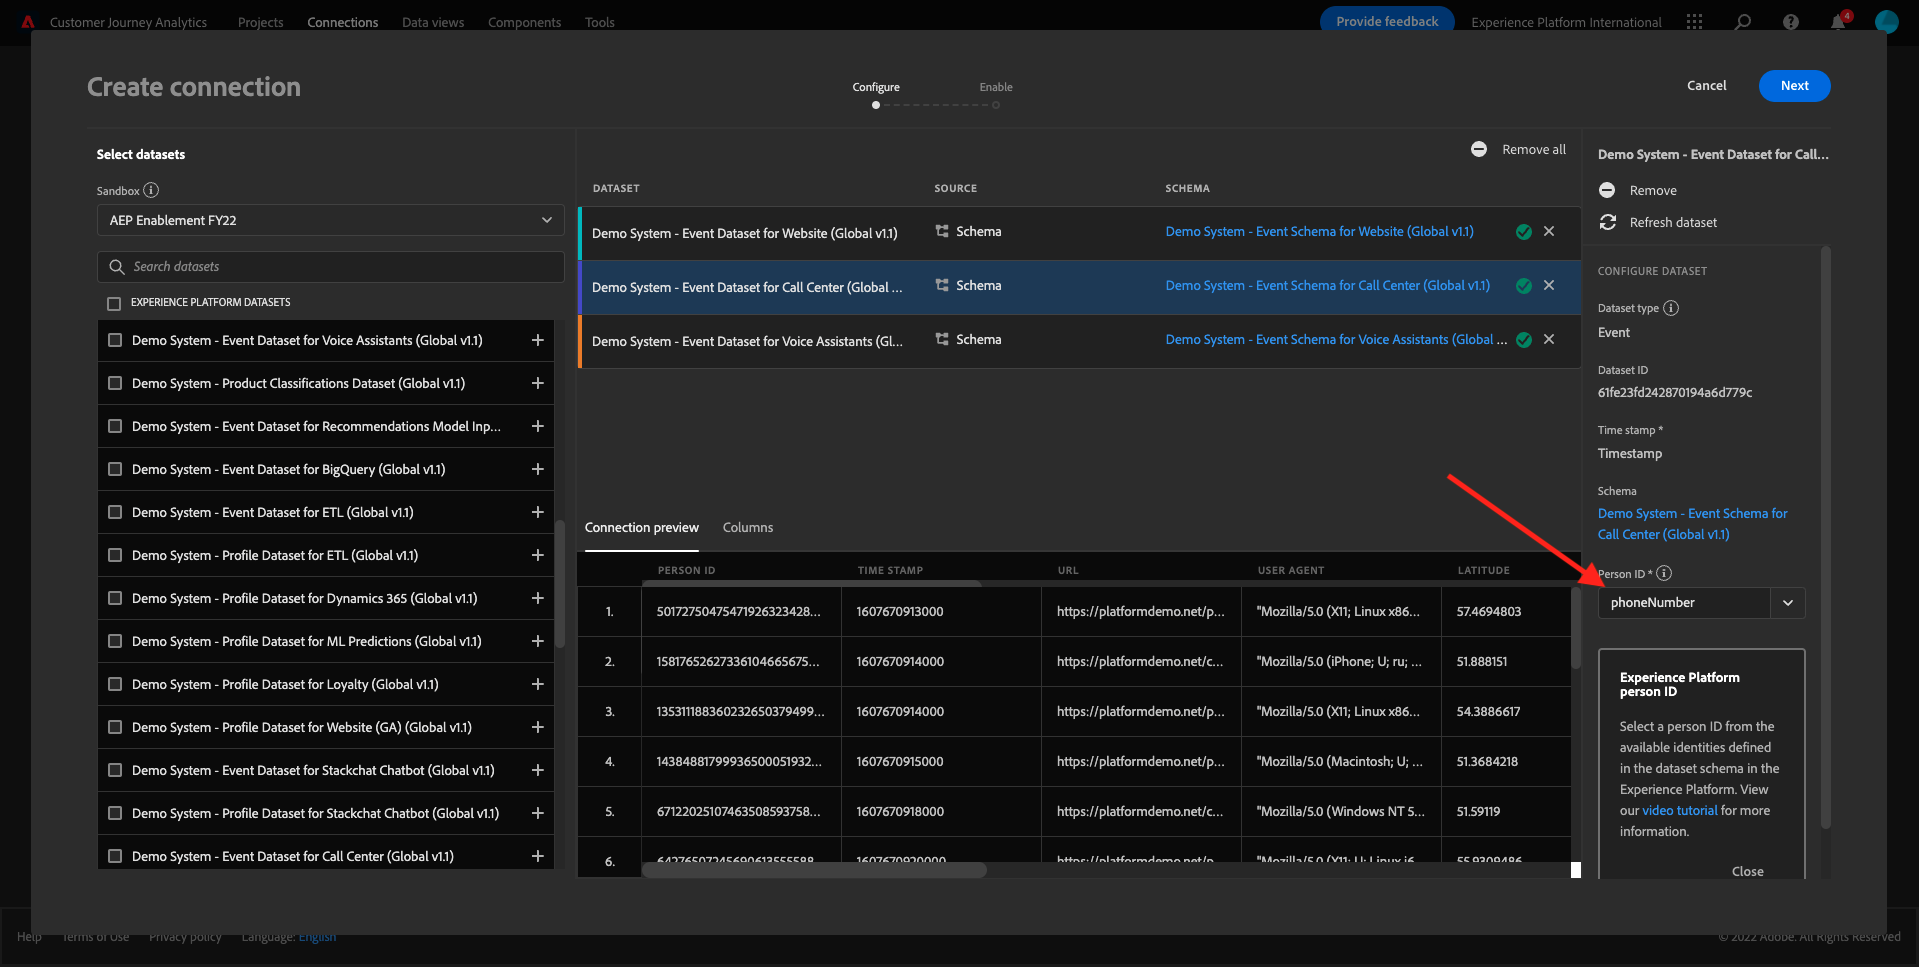 Customer Journey Analytics Projects Connections Data views Components Tools Provide feedback Experience Platform International 4
Create connection
Configure Enable
Cancel Next
Select datasets
Sandbox
AEP Enablement FY22
Search datasets
EXPERIENCE PLATFORM DATASETS
Demo System - Event Dataset for Voice Assistants (Global v1.1)
Demo System - Product Classifications Dataset (Global v1.1)
Demo System - Event Dataset for Recommendations Model Inp...
Demo System - Event Dataset for BigQuery (Global v1.1)
Demo System - Event Dataset for ETL (Global v1.1)
Demo System - Profile Dataset for ETL (Global v1.1)
Demo System - Profile Dataset for Dynamics 365 (Global v1.1)
Demo System - Profile Dataset for ML Predictions (Global v1.1)
Demo System - Profile Dataset for Loyalty (Global v1.1)
Demo System - Profile Dataset for Website (GA) (Global v1.1)
Demo System - Event Dataset for Stackchat Chatbot (Global v1.1)
Demo System - Profile Dataset for Stackchat Chatbot (Global v1.1)
Demo System - Event Dataset for Call Center (Global v1.1)
Remove all
DATASET SOURCE SCHEMA
Demo System - Event Dataset for Website (Global v1.1) Schema Demo System - Event Schema for Website (Global v1.1)
Demo System - Event Dataset for Call Center (Global ... Schema Demo System - Event Schema for Call Center (Global v1.1)
Demo System - Event Dataset for Voice Assistants (Gl... Schema Demo System - Event Schema for Voice Assistants (Global ...
Connection preview Columns
PERSON ID TIME STAMP URL USER AGENT LATITUDE
1. 50172750475471926323428... 1607670913000 https://platformdemo.net/p... "Mozilla/5.0 (X11; Linux x86... 57.4694803
2. 15817652627336104665675... 1607670914000 https://platformdemo.net/c... "Mozilla/5.0 (iPhone; U; ru; ... 51.888151
3. 135311188360232650379499... 1607670914000 https://platformdemo.net/p... "Mozilla/5.0 (X11; Linux x86... 54.3886617
4. 14384881799936500051932... 1607670915000 https://platformdemo.net/p... "Mozilla/5.0 (Macintosh; U; ... 51.3684218
5. 67122025107463508593758... 1607670918000 https://platformdemo.net/c... "Mozilla/5.0 (Windows NT 5... 51.59119
6. 64276507245690613555588... 1607670920000 https://platformdemo.net/p... "Mozilla/5.0 (X11; U; Linux i6... 55.9309486
Demo System - Event Dataset for Call...
Remove
Refresh dataset
CONFIGURE DATASET
Dataset type
Event
Dataset ID
61fe23fd242870194a6d779c
Time stamp *
Timestamp
Schema
Demo System - Event Schema for
Call Center (Global v1.1)
Person ID *
phoneNumber
Experience Platform
person ID
Select a person ID from the
available identities defined
in the dataset schema in the
Experience Platform. View
our video tutorial for more
information.
Close
Help Terms of Use Privacy policy Language: English © 2022 Adobe. All Rights Reserved